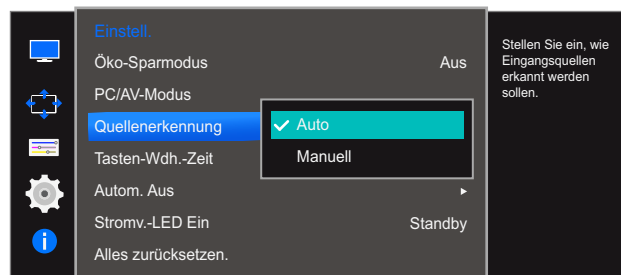 Einstell.
Öko-Sparmodus Aus
PC/AV-Modus
Quellenerkennung
Auto
Manuell
Tasten-Wdh.-Zeit
Autom. Aus
Stromv.-LED Ein Standby
Alles zurücksetzen.
Stellen Sie ein, wie
Eingangsquellen
erkannt werden
sollen.